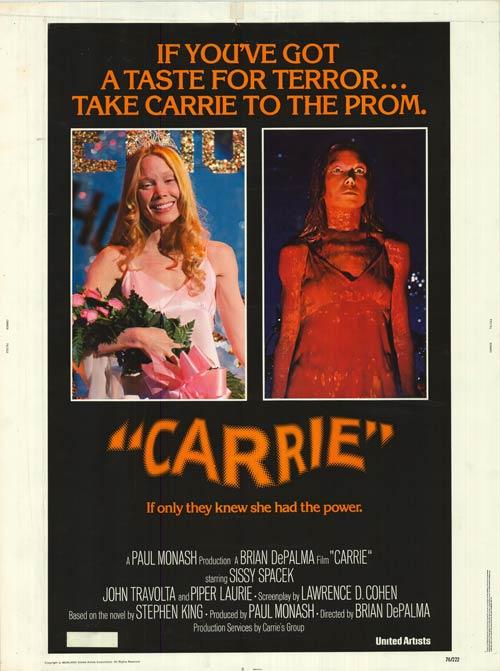 IF YOU'VE GOT
A TASTE FOR TERROR...
TAKE CARRIE TO THE PROM.
"CARRIE"
If only they knew she had the power.
A PAUL MONASH Production A BRIAN DePALMA Film "CARRIE"
starring SISSY SPACEK
JOHN TRAVOLTA and PIPER LAURIE · Screenplay by LAWRENCE D. COHEN
Based on the novel by STEPHEN KING · Produced by PAUL MONASH · Directed by BRIAN DePALMA
Production Services by Carrie's Group
United Artists
76/222